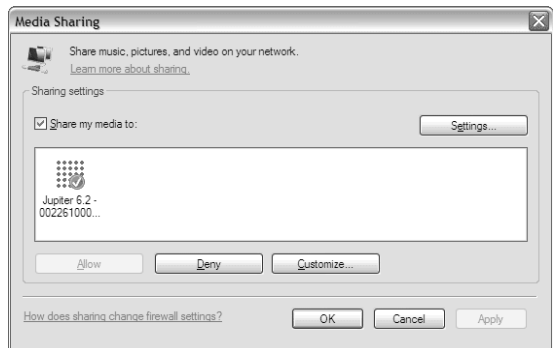 Media Sharing
Share music, pictures, and video on your network.
Learn more about sharing.
Sharing settings
Share my media to:
Settings...
Jupiter 6.2 -
002261000...
Allow
Deny
Customize...
How does sharing change firewall settings?
OK
Cancel
Apply